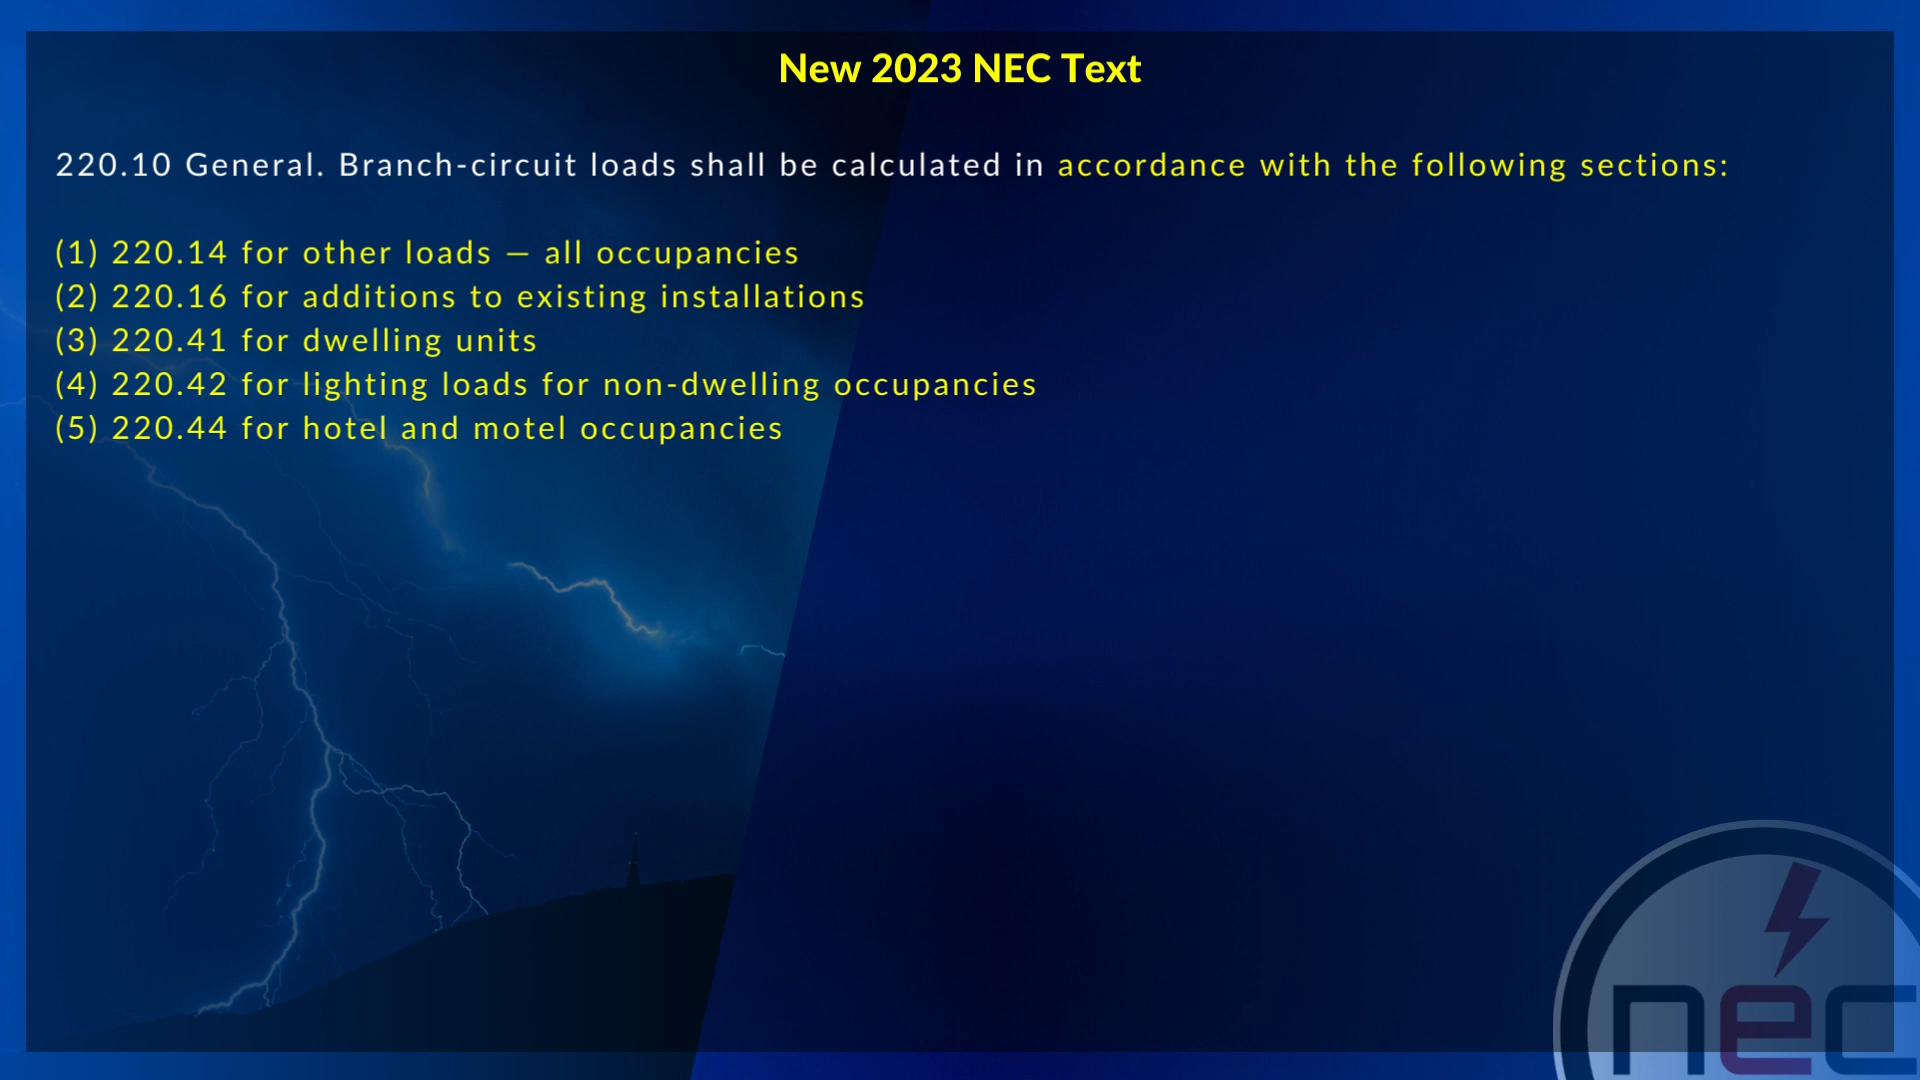 New 2023 NEC Text
220.10 General. Branch-circuit loads shall be calculated in accordance with the following sections:
(1) 220.14 for other loads — all occupancies
(2) 220.16 for additions to existing installations
(3) 220.41 for dwelling units
(4) 220.42 for lighting loads for non-dwelling occupancies
(5) 220.44 for hotel and motel occupancies
nec